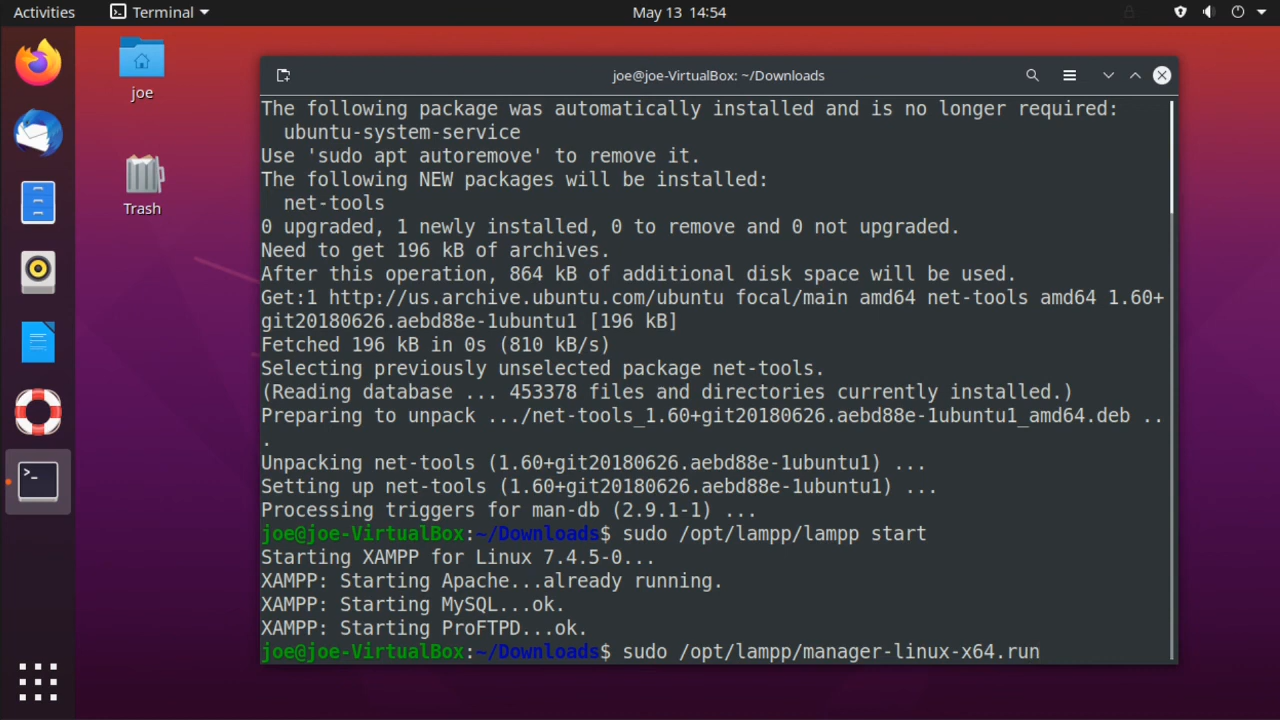 Activities Terminal May 13 14:54
joe
Trash
joe@joe-VirtualBox: ~/Downloads
The following package was automatically installed and is no longer required:
  ubuntu-system-service
Use 'sudo apt autoremove' to remove it.
The following NEW packages will be installed:
  net-tools
0 upgraded, 1 newly installed, 0 to remove and 0 not upgraded.
Need to get 196 kB of archives.
After this operation, 864 kB of additional disk space will be used.
Get:1 http://us.archive.ubuntu.com/ubuntu focal/main amd64 net-tools amd64 1.60+
git20180626.aebd88e-1ubuntu1 [196 kB]
Fetched 196 kB in 0s (810 kB/s)
Selecting previously unselected package net-tools.
(Reading database ... 453378 files and directories currently installed.)
Preparing to unpack .../net-tools_1.60+git20180626.aebd88e-1ubuntu1_amd64.deb ..
.
Unpacking net-tools (1.60+git20180626.aebd88e-1ubuntu1) ...
Setting up net-tools (1.60+git20180626.aebd88e-1ubuntu1) ...
Processing triggers for man-db (2.9.1-1) ...
joe@joe-VirtualBox:~/Downloads$ sudo /opt/lampp/lampp start
Starting XAMPP for Linux 7.4.5-0...
XAMPP: Starting Apache...already running.
XAMPP: Starting MySQL...ok.
XAMPP: Starting ProFTPD...ok.
joe@joe-VirtualBox:~/Downloads$ sudo /opt/lampp/manager-linux-x64.run